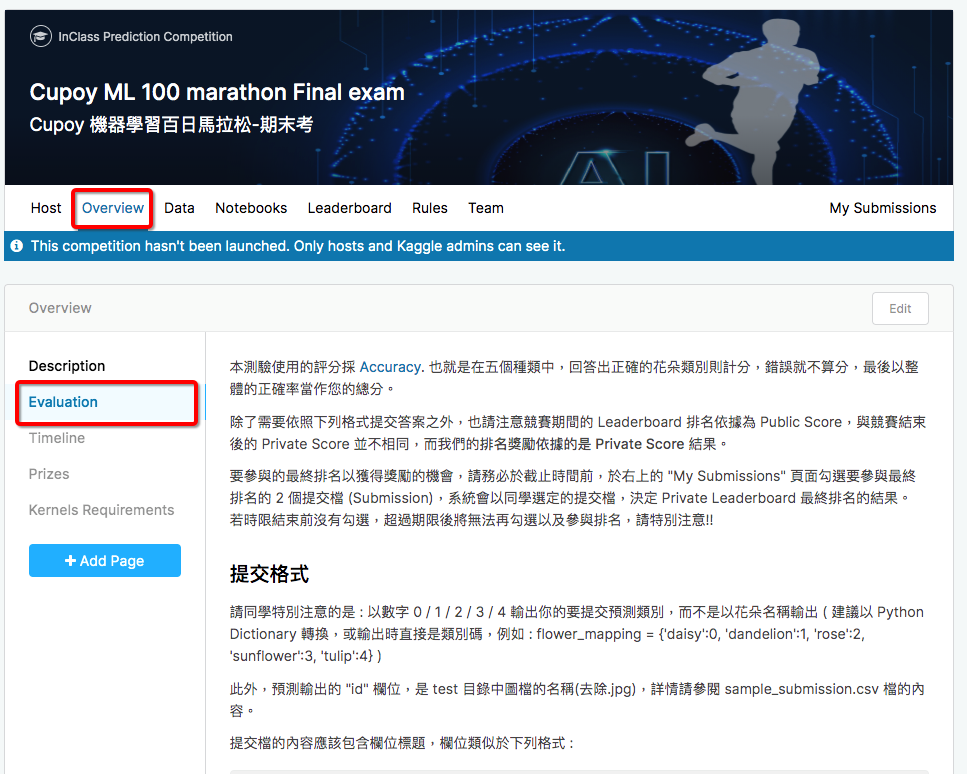 InClass Prediction Competition
Cupoy ML 100 marathon Final exam
Cupoy 機器學習百日馬拉松-期末考
AI
Host Overview Data Notebooks Leaderboard Rules Team My Submissions
This competition hasn't been launched. Only hosts and Kaggle admins can see it.
Overview Edit
Description
Evaluation
Timeline
Prizes
Kernels Requirements
+ Add Page
本測驗使用的評分採 Accuracy. 也就是在五個種類中，回答出正確的花朵類別則計分，錯誤就不算分，最後以整
體的正確率當作您的總分。
除了需要依照下列格式提交答案之外，也請注意競賽期間的 Leaderboard 排名依據為 Public Score，與競賽結束
後的 Private Score 並不相同，而我們的排名獎勵依據的是 Private Score 結果。
要參與的最終排名以獲得獎勵的機會，請務必於截止時間前，於右上的 "My Submissions" 頁面勾選要參與最終
排名的 2 個提交檔 (Submission)，系統會以同學選定的提交檔，決定 Private Leaderboard 最終排名的結果。
若時限結束前沒有勾選，超過期限後將無法再勾選以及參與排名，請特別注意!!
提交格式
請同學特別注意的是 : 以數字 0 / 1 / 2 / 3 / 4 輸出你的要提交預測類別，而不是以花朵名稱輸出 ( 建議以 Python
Dictionary 轉換，或輸出時直接是類別碼，例如 : flower_mapping = {'daisy':0, 'dandelion':1, 'rose':2,
'sunflower':3, 'tulip':4} )
此外，預測輸出的 "id" 欄位，是 test 目錄中圖檔的名稱(去除.jpg)，詳情請參閱 sample_submission.csv 檔的內
容。
提交檔的內容應該包含欄位標題，欄位類似於下列格式 :